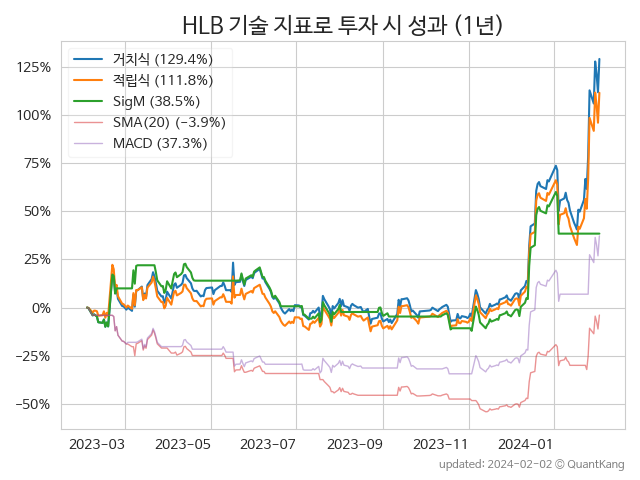 HLB 기술 지표로 투자 시 성과 (1년)
거치식 (129.4%)
적립식 (111.8%)
SigM (38.5%)
SMA(20) (−3.9%)
MACD (37.3%)
125%
100%
75%
50%
25%
0%
−25%
−50%
2023-03 2023-05 2023-07 2023-09 2023-11 2024-01
updated: 2024-02-02 © QuantKang